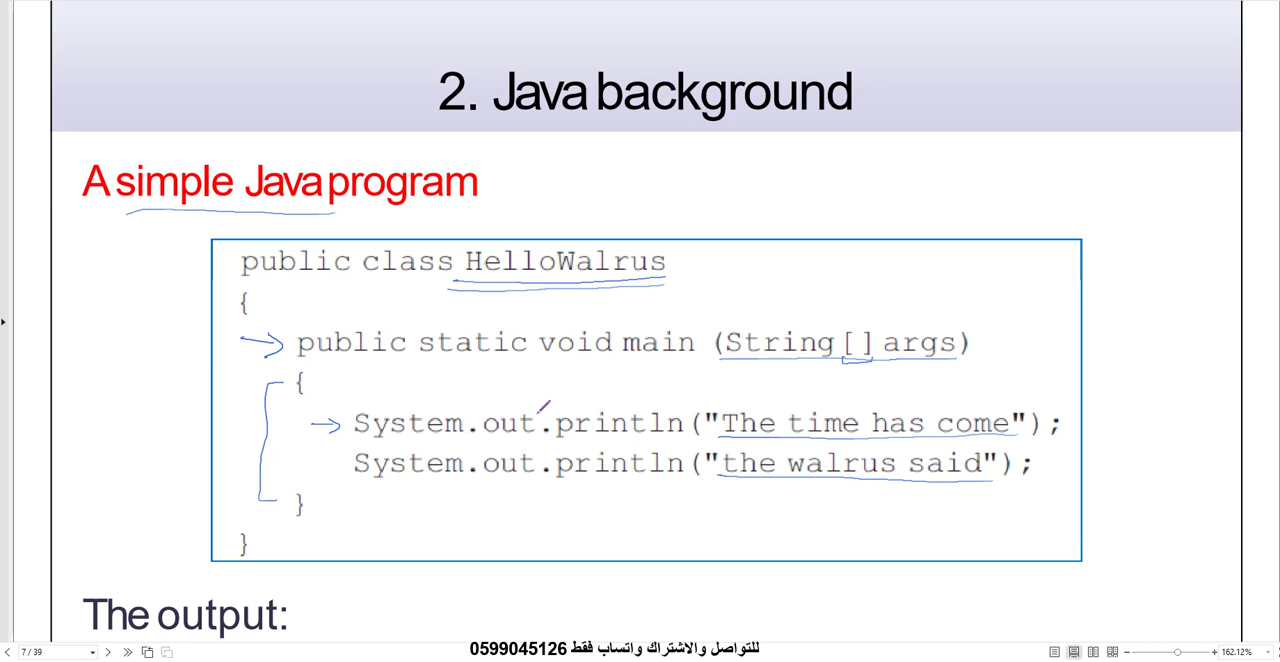 2. Java background
A simple Java program
public class HelloWalrus
{
public static void main (String [] args)
{
System.out.println("The time has come");
System.out.println("the walrus said");
}
}
The output:
للتواصل والاشتراك واتساب فقط 0599045126
7 / 39
162.12%